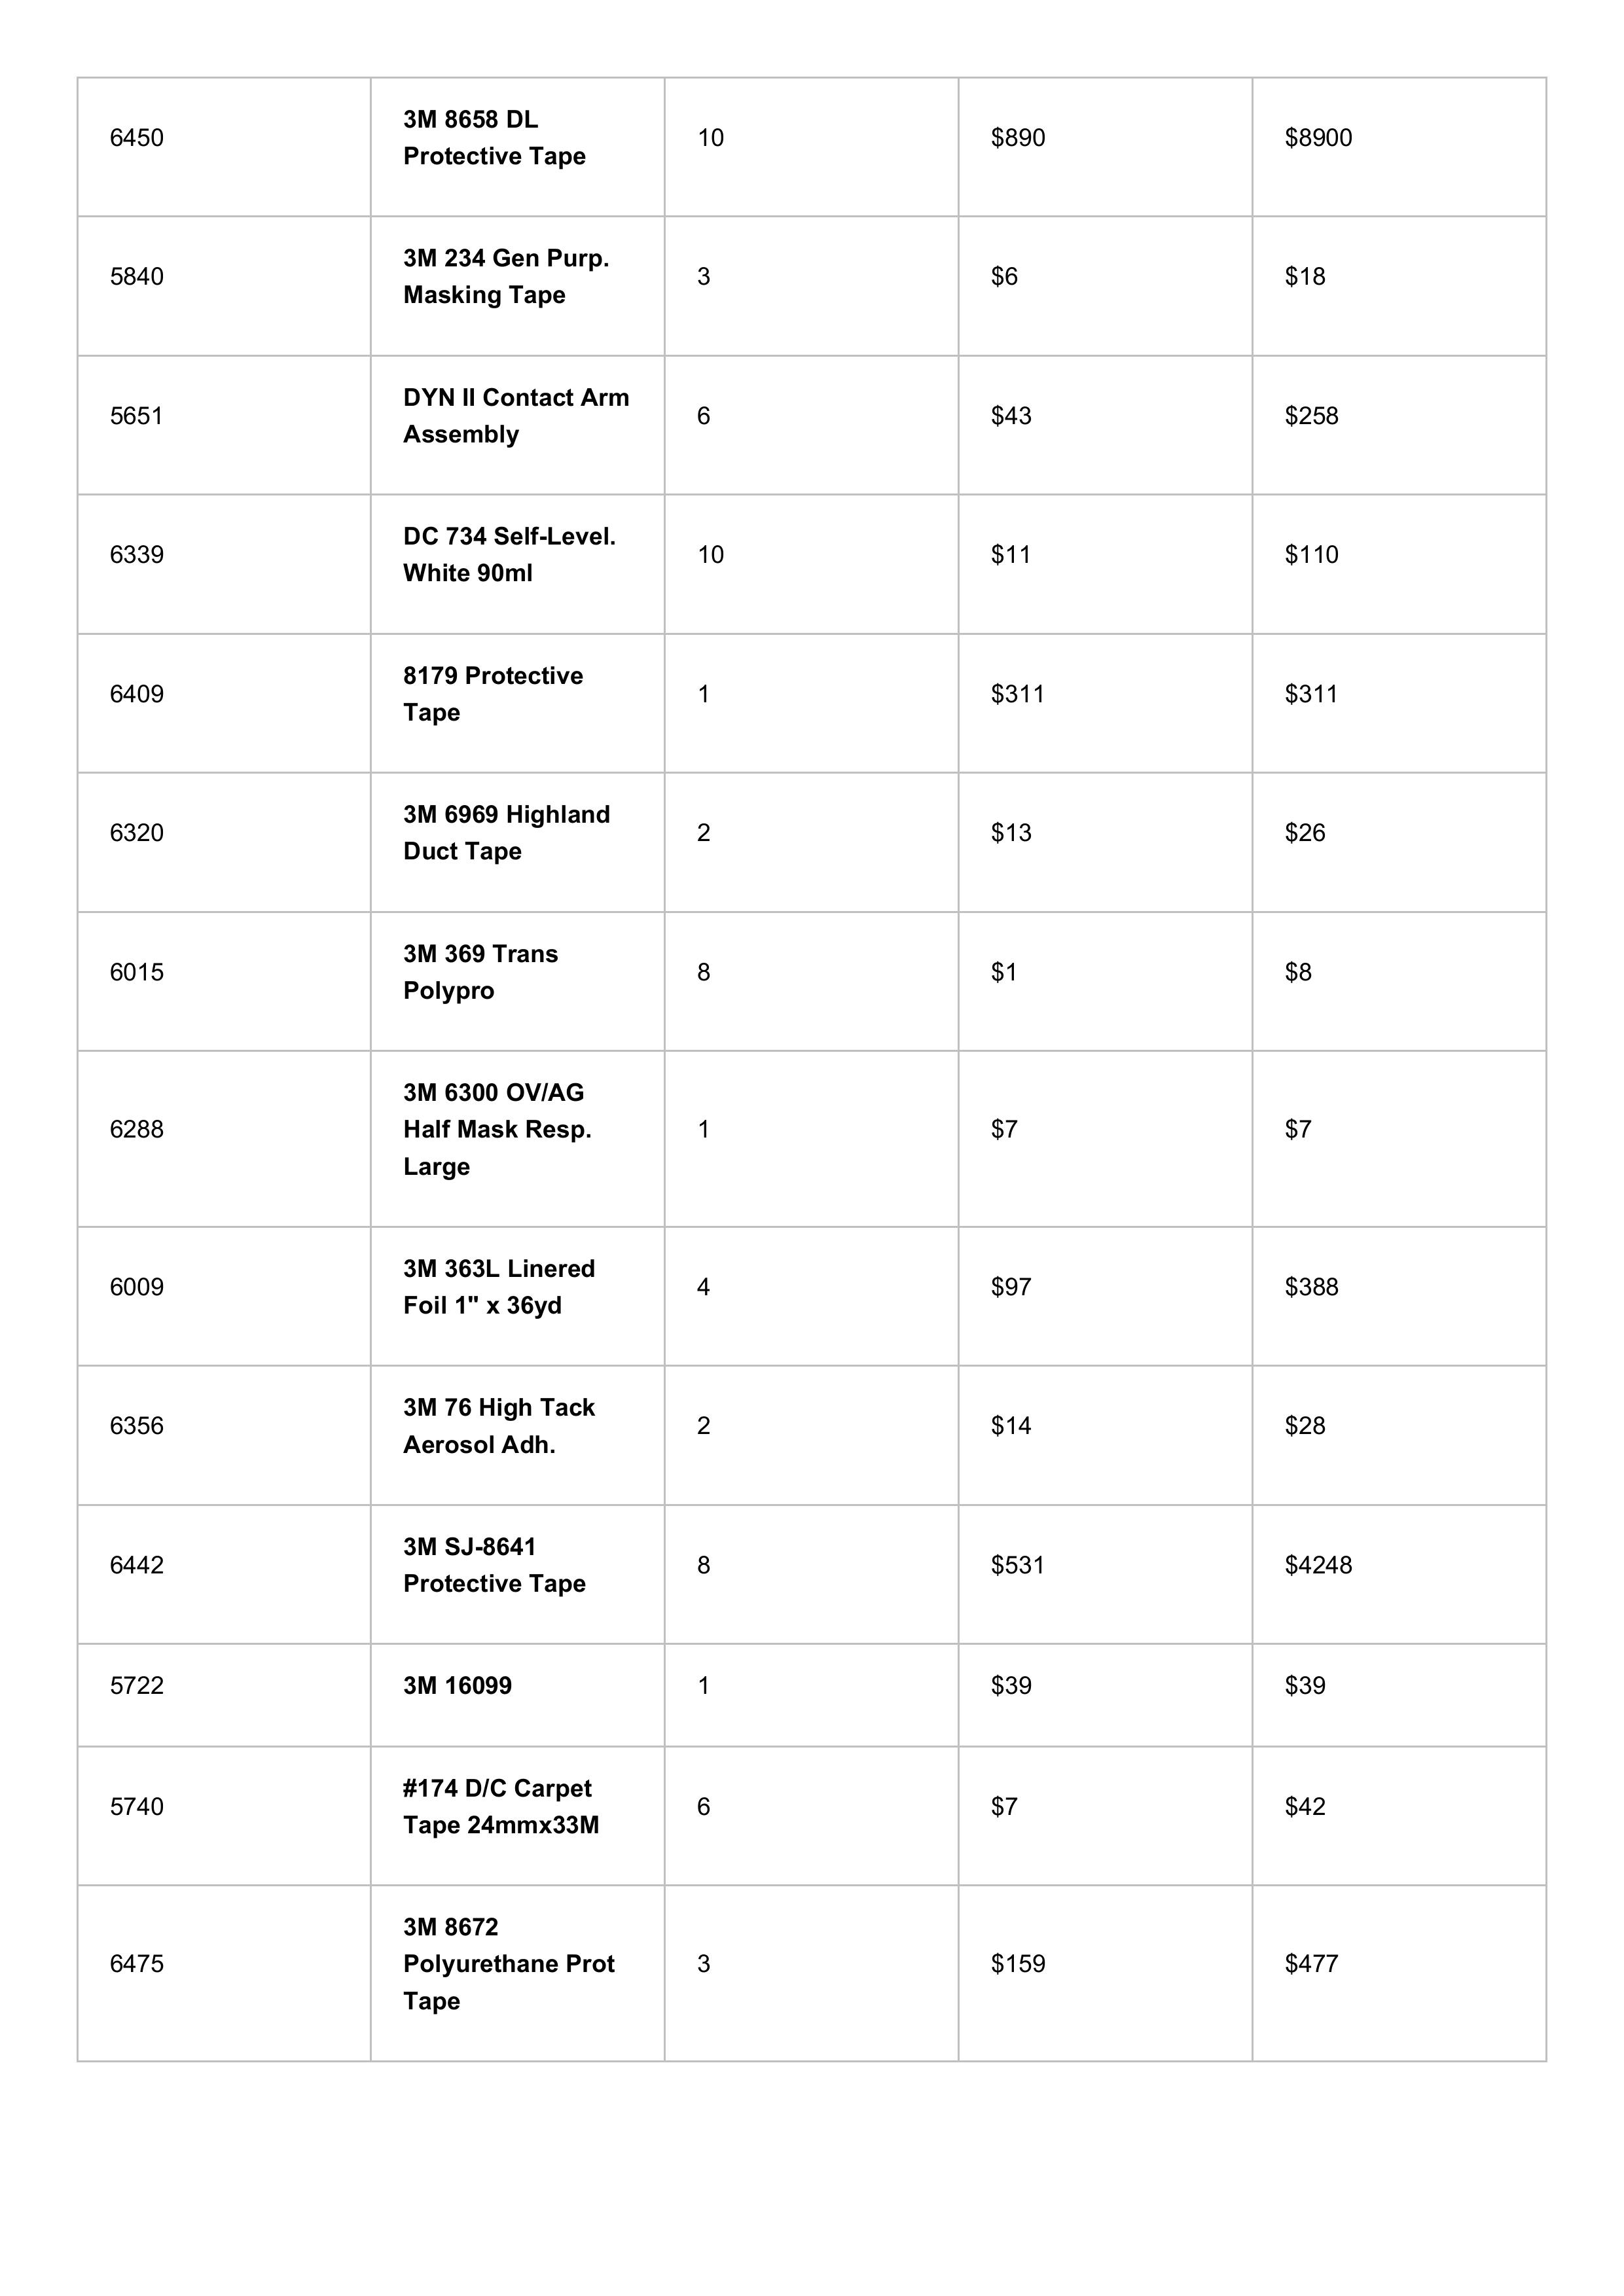 6450
3M 8658 DL
Protective Tape
10
$890
$8900
5840
3M 234 Gen Purp.
Masking Tape
3
$6
$18
5651
DYN II Contact Arm
Assembly
6
$43
$258
6339
DC 734 Self-Level.
White 90ml
10
$11
$110
6409
8179 Protective
Tape
1
$311
$311
6320
3M 6969 Highland
Duct Tape
2
$13
$26
6015
3M 369 Trans
Polypro
8
$1
$8
6288
3M 6300 OV/AG
Half Mask Resp.
Large
1
$7
$7
6009
3M 363L Linered
Foil 1" x 36yd
4
$97
$388
6356
3M 76 High Tack
Aerosol Adh.
2
$14
$28
6442
3M SJ-8641
Protective Tape
8
$531
$4248
5722
3M 16099
1
$39
$39
5740
#174 D/C Carpet
Tape 24mmx33M
6
$7
$42
6475
3M 8672
Polyurethane Prot
Tape
3
$159
$477